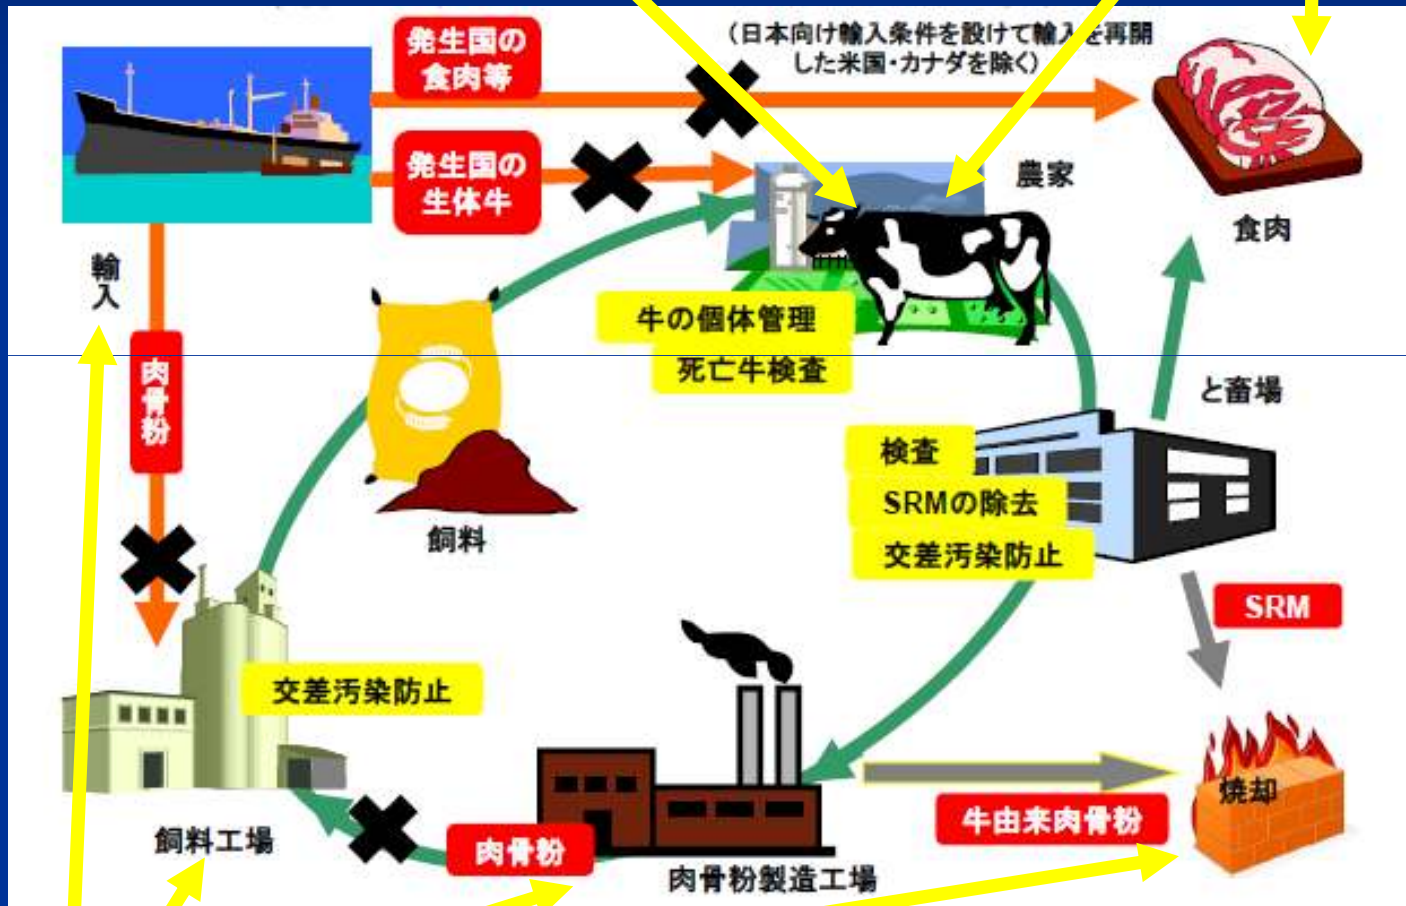 発生国の
食肉等
(日本向け輸入条件を設けて輸入を再開
した米国・カナダを除く)
発生国の
生体牛
農家
食肉
輸入
牛の個体管理
死亡牛検査
肉骨粉
と畜場
検査
SRMの除去
交差汚染防止
飼料
SRM
交差汚染防止
焼却
牛由来肉骨粉
飼料工場
肉骨粉
肉骨粉製造工場